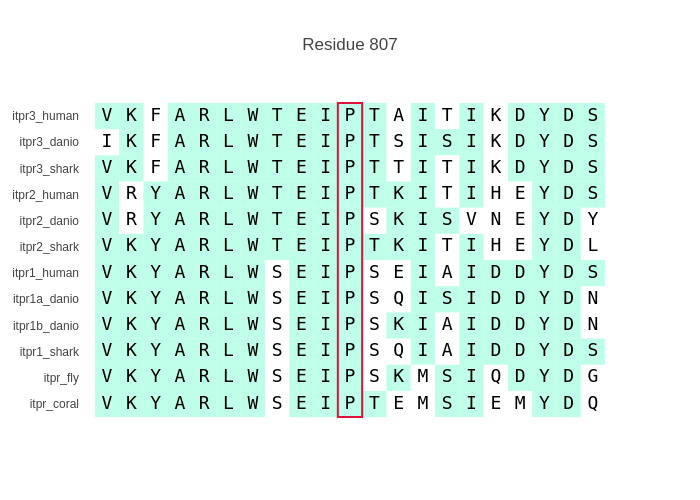 Residue 807
itpr3_human V K F A R L W T E I P T A I T I K D Y D S
itpr3_danio I K F A R L W T E I P T S I S I K D Y D S
itpr3_shark V K F A R L W T E I P T T I T I K D Y D S
itpr2_human V R Y A R L W T E I P T K I T I H E Y D S
itpr2_danio V R Y A R L W T E I P S K I S V N E Y D Y
itpr2_shark V K Y A R L W T E I P T K I T I H E Y D L
itpr1_human V K Y A R L W S E I P S E I A I D D Y D S
itpr1a_danio V K Y A R L W S E I P S Q I S I D D Y D N
itpr1b_danio V K Y A R L W S E I P S K I A I D D Y D N
itpr1_shark V K Y A R L W S E I P S Q I A I D D Y D S
itpr_fly V K Y A R L W S E I P S K M S I Q D Y D G
itpr_coral V K Y A R L W S E I P T E M S I E M Y D Q